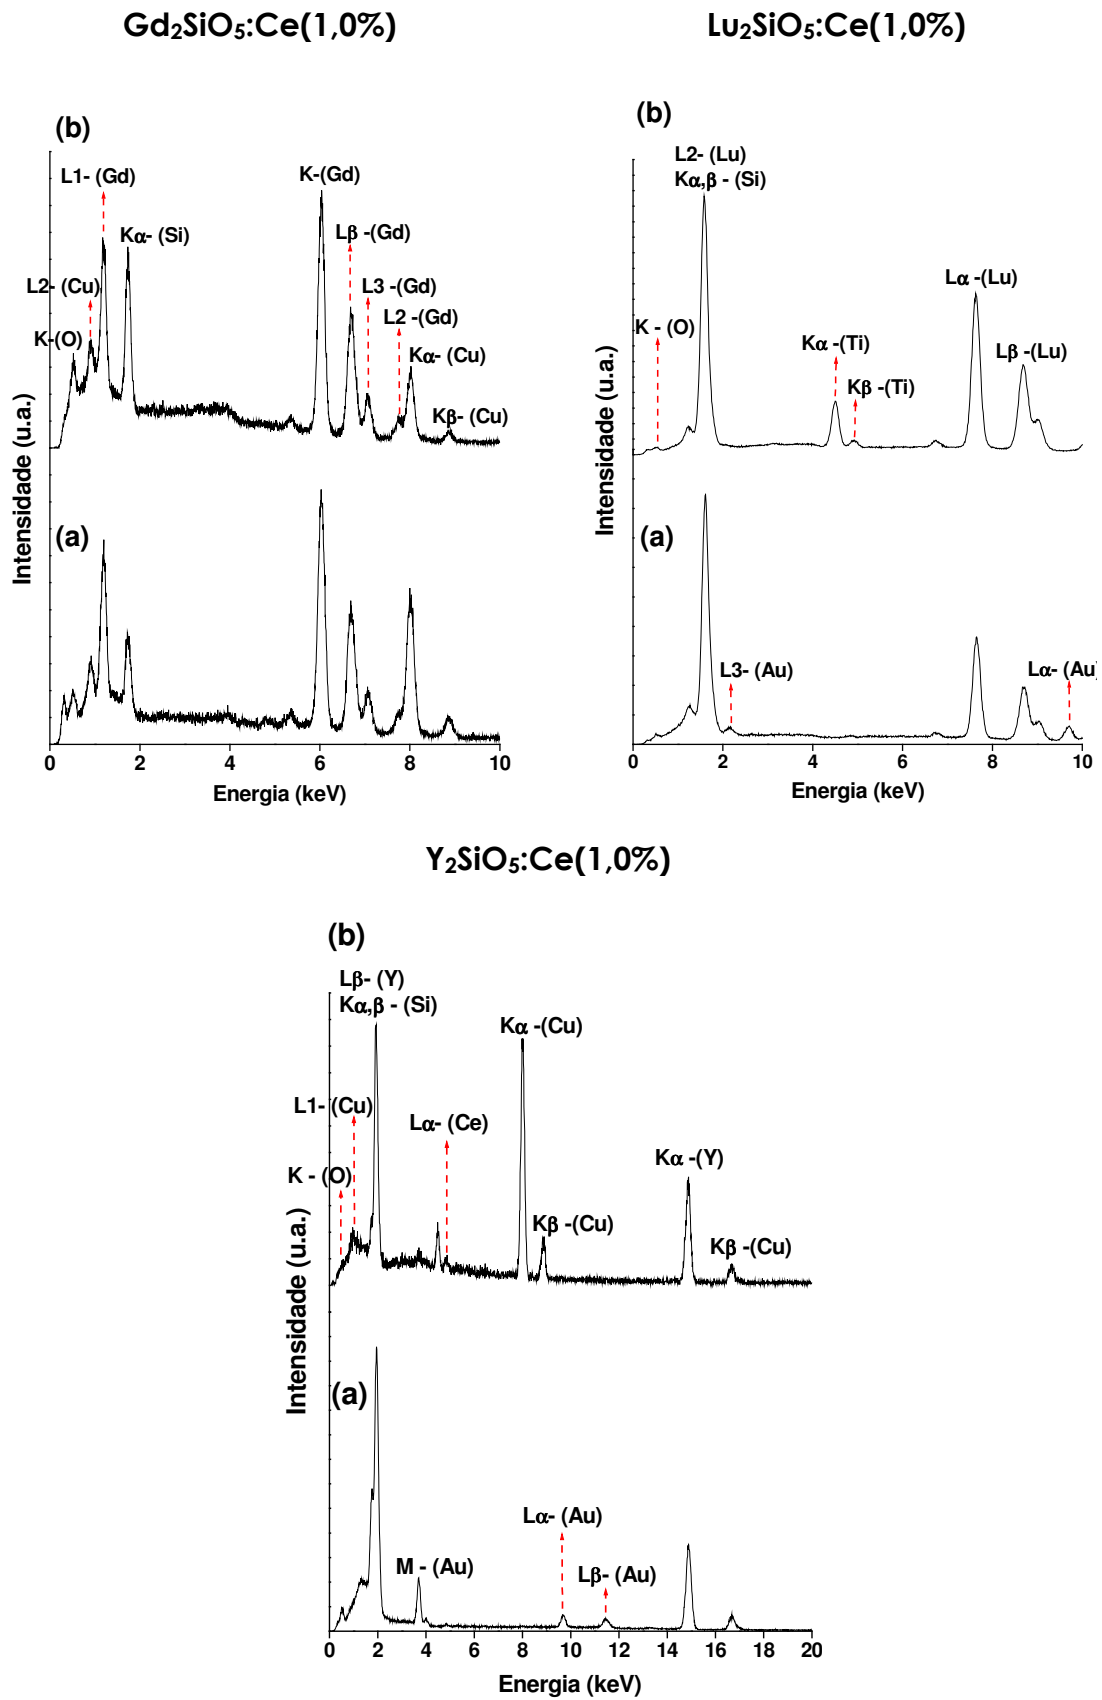 Gd₂SiO₅:Ce(1,0%)
Lu₂SiO₅:Ce(1,0%)
(b)
L1- (Gd)
K-(Gd)
Kα- (Si)
Lβ -(Gd)
L2- (Cu)
L3 -(Gd)
L2 -(Gd)
K-(O)
Kα- (Cu)
Kβ- (Cu)
(a)
Intensidade (u.a.)
0 2 4 6 8 10
Energia (keV)
(b)
L2- (Lu)
Kα,β - (Si)
Lα -(Lu)
K - (O)
Kα -(Ti)
Lβ -(Lu)
Kβ -(Ti)
(a)
L3- (Au)
Lα- (Au)
Intensidade (u.a.)
0 2 4 6 8 10
Energia (keV)
Y₂SiO₅:Ce(1,0%)
(b)
Lβ- (Y)
Kα,β - (Si)
Kα -(Cu)
L1- (Cu)
Lα- (Ce)
K - (O)
Kα -(Y)
Kβ -(Cu)
Kβ -(Cu)
(a)
Lα- (Au)
M - (Au)
Lβ- (Au)
Intensidade (u.a.)
0 2 4 6 8 10 12 14 16 18 20
Energia (keV)